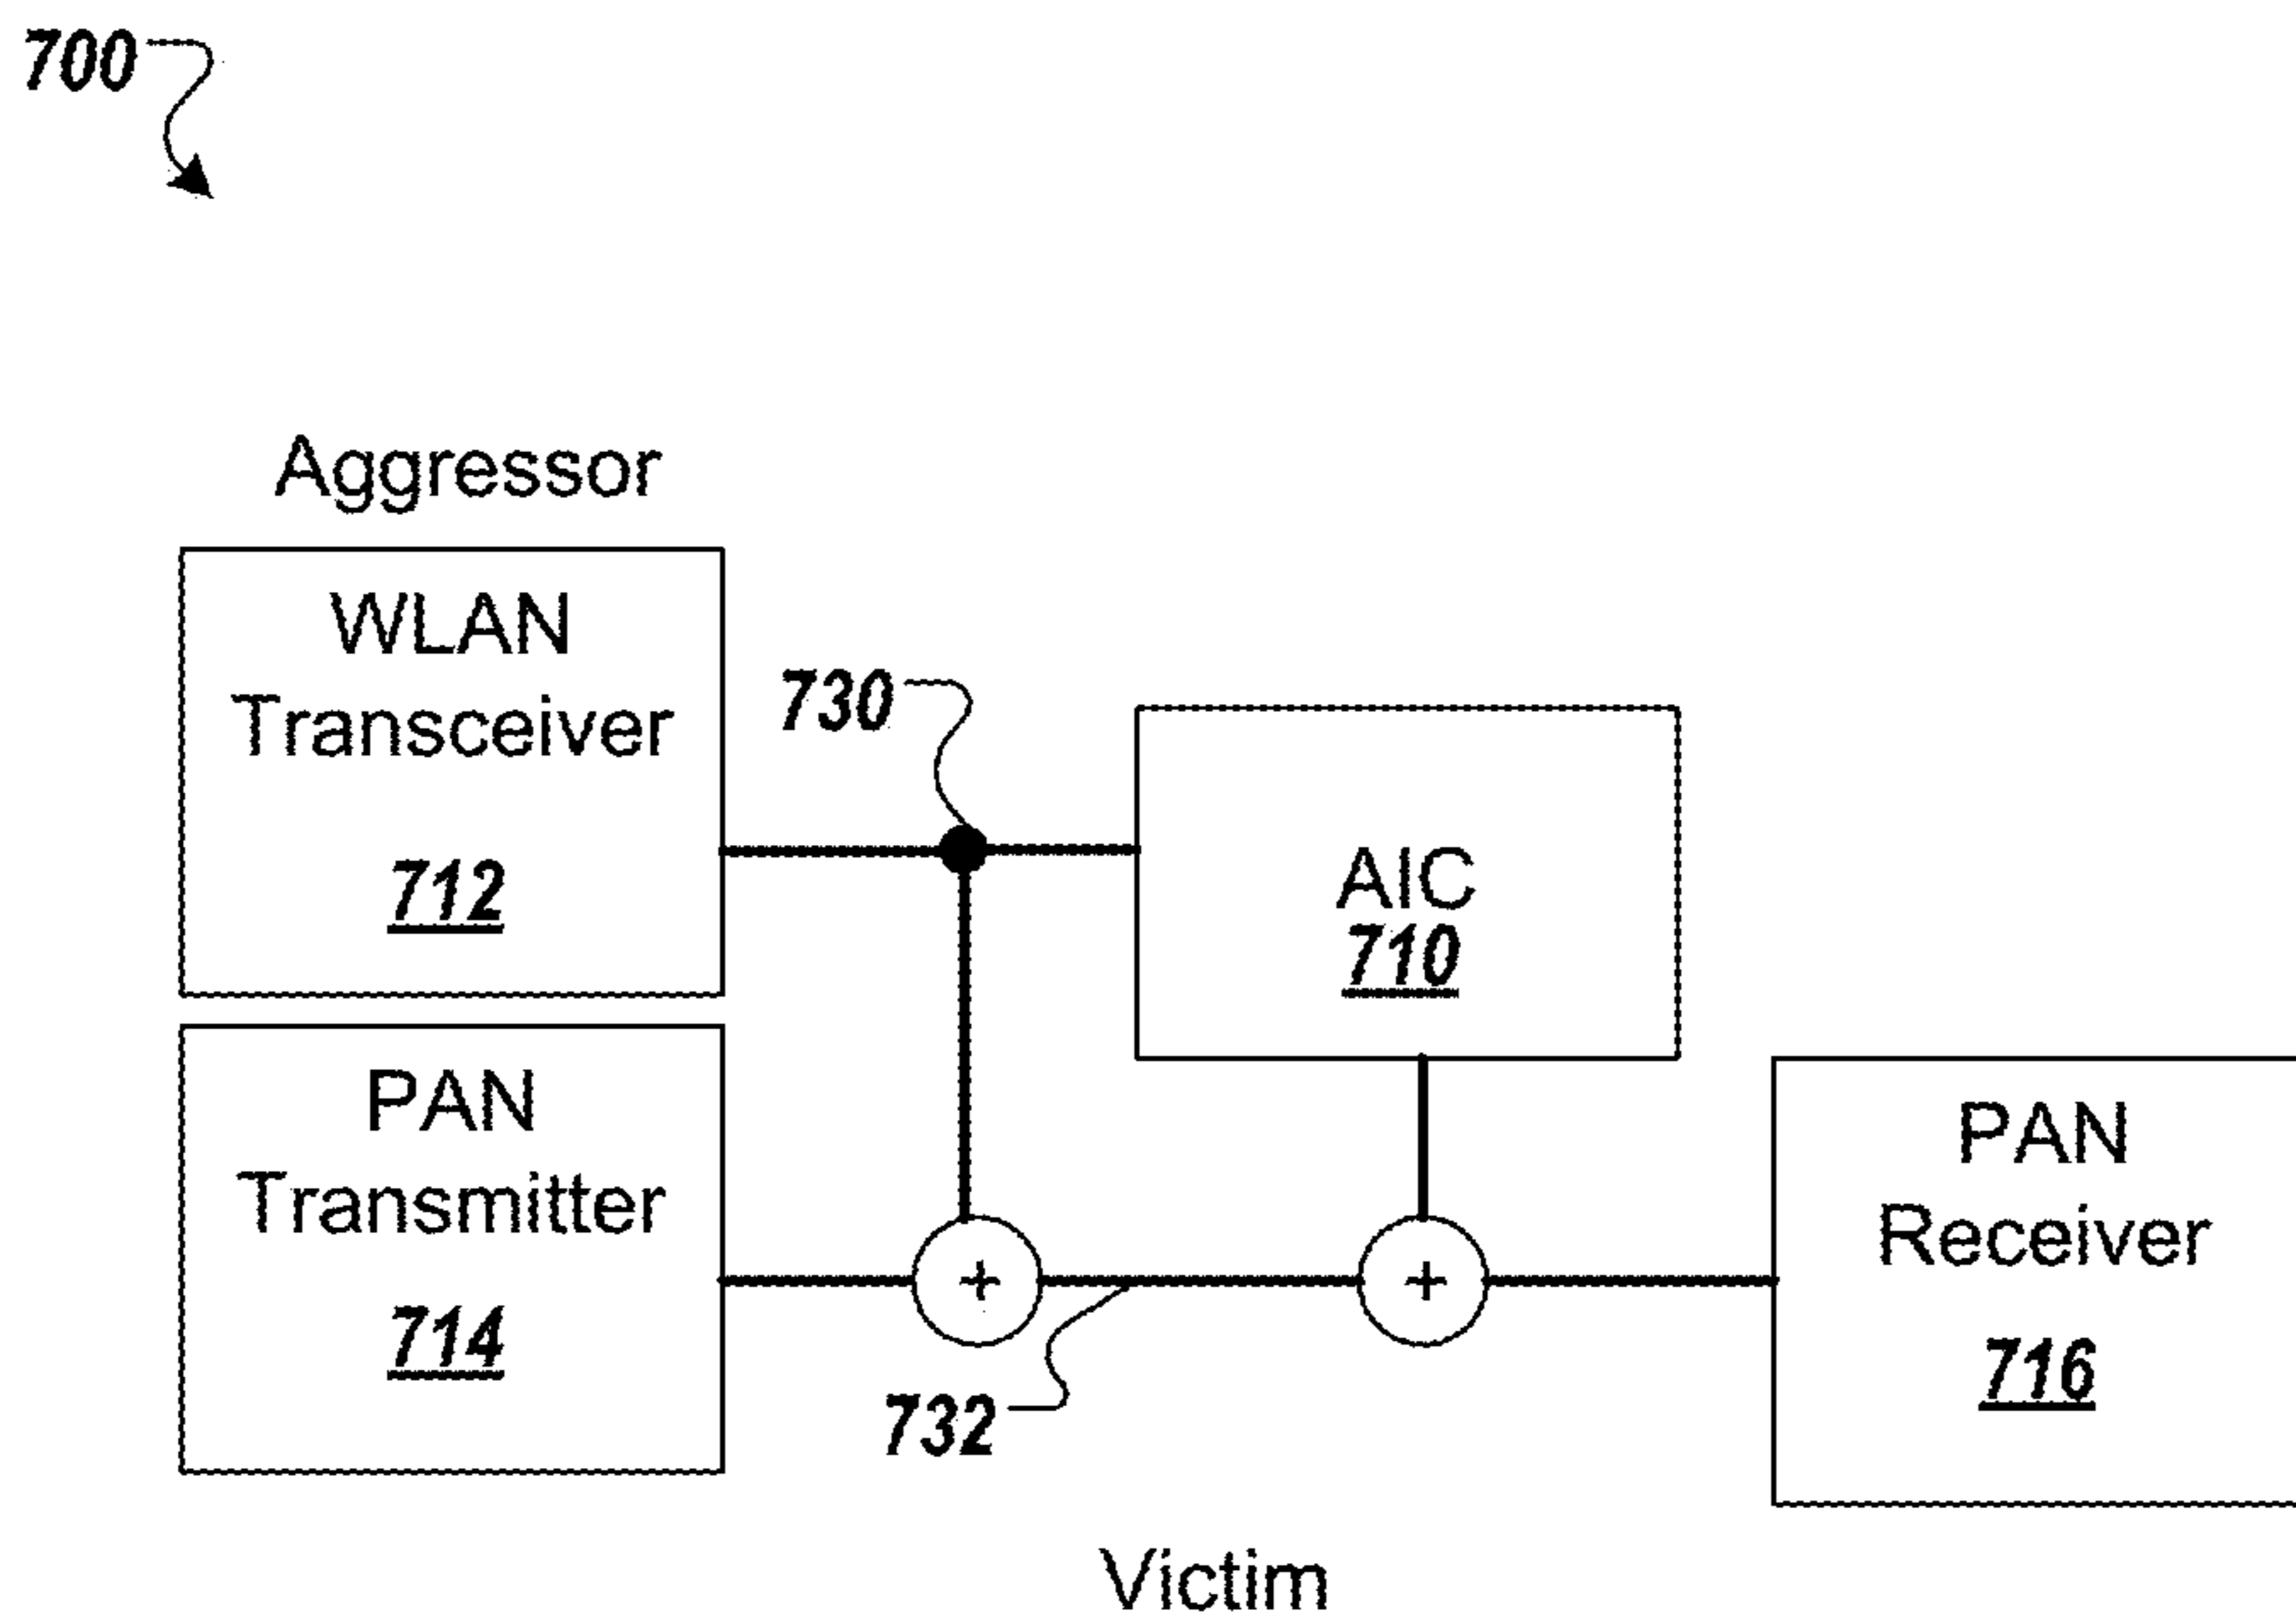 700
Aggressor
WLAN
Transceiver
712
730
AIC
710
PAN
Transmitter
714
+
+
732
PAN
Receiver
716
Victim